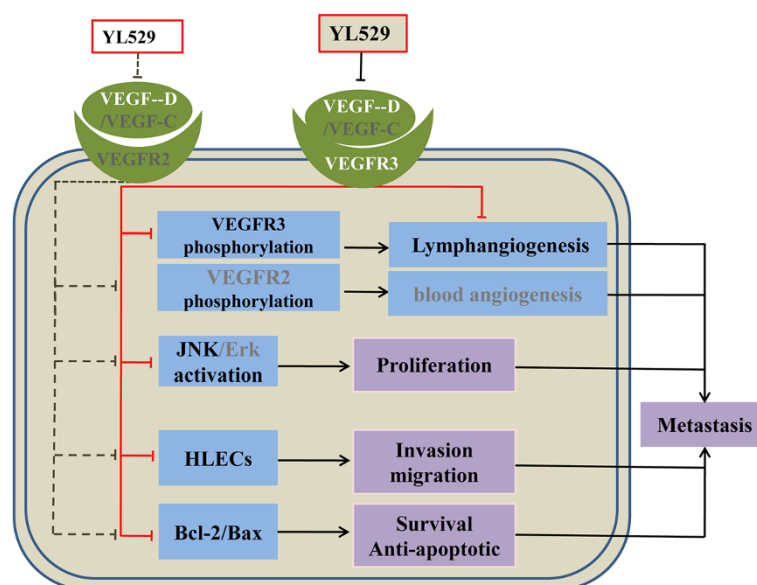 YL529
YL529
VEGF--D
/VEGF-C
VEGFR2
VEGF--D
/VEGF-C
VEGFR3
VEGFR3
phosphorylation
Lymphangiogenesis
VEGFR2
phosphorylation
blood angiogenesis
JNK/Erk
activation
Proliferation
Metastasis
HLECs
Invasion
migration
Bcl-2/Bax
Survival
Anti-apoptotic